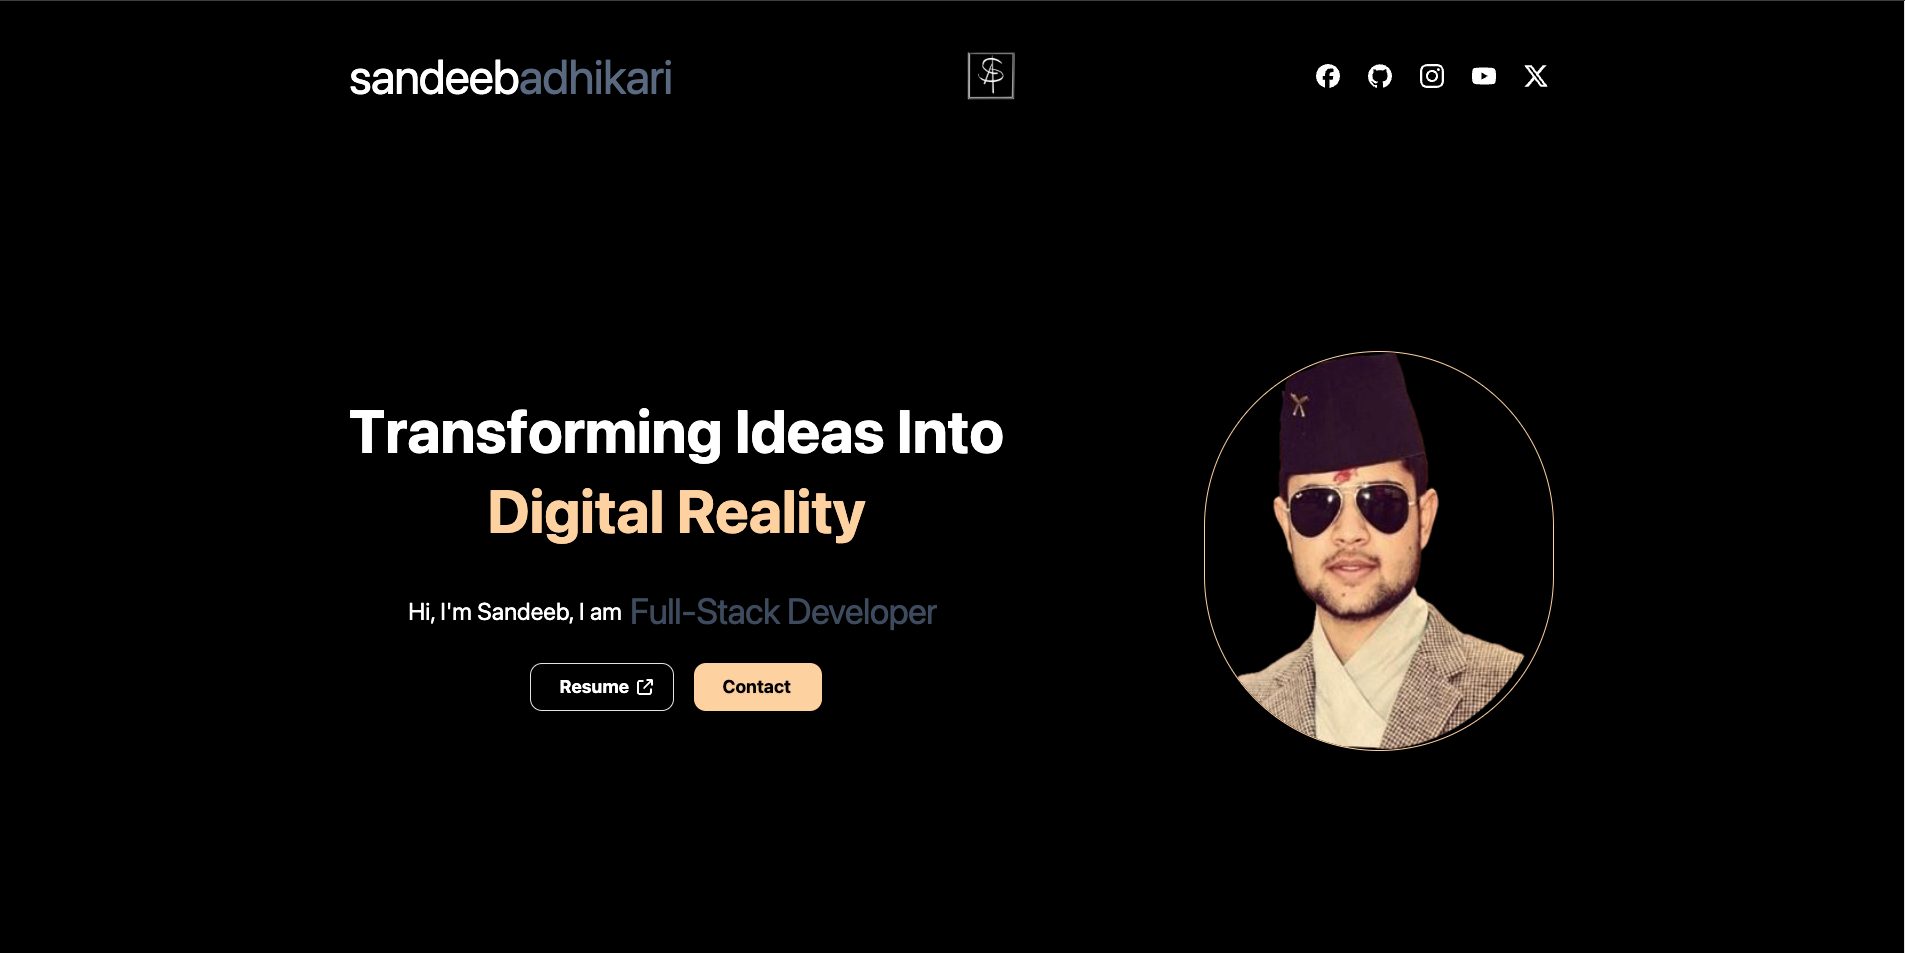 sandeebadhikari
Transforming Ideas Into
Digital Reality
Hi, I'm Sandeeb, I am Full-Stack Developer
Resume
Contact